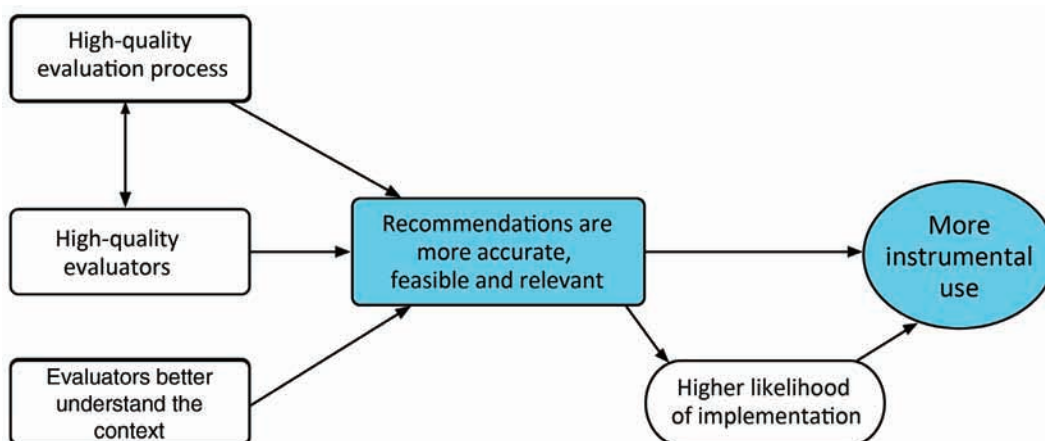 High-quality
evaluation process
High-quality
evaluators
Evaluators better
understand the
context
Recommendations are
more accurate,
feasible and relevant
Higher likelihood
of implementation
More
instrumental
use